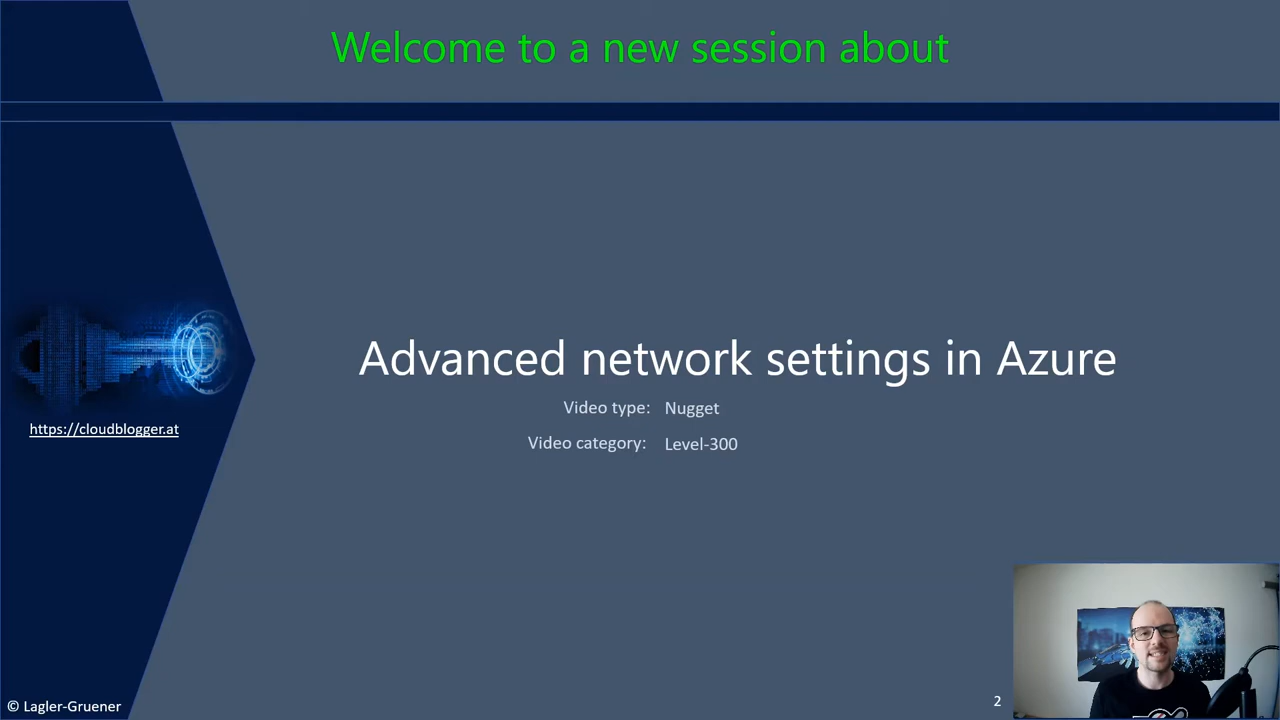 Welcome to a new session about
Advanced network settings in Azure
Video type: Nugget
Video category: Level-300
https://cloudblogger.at
© Lagler-Gruener
2